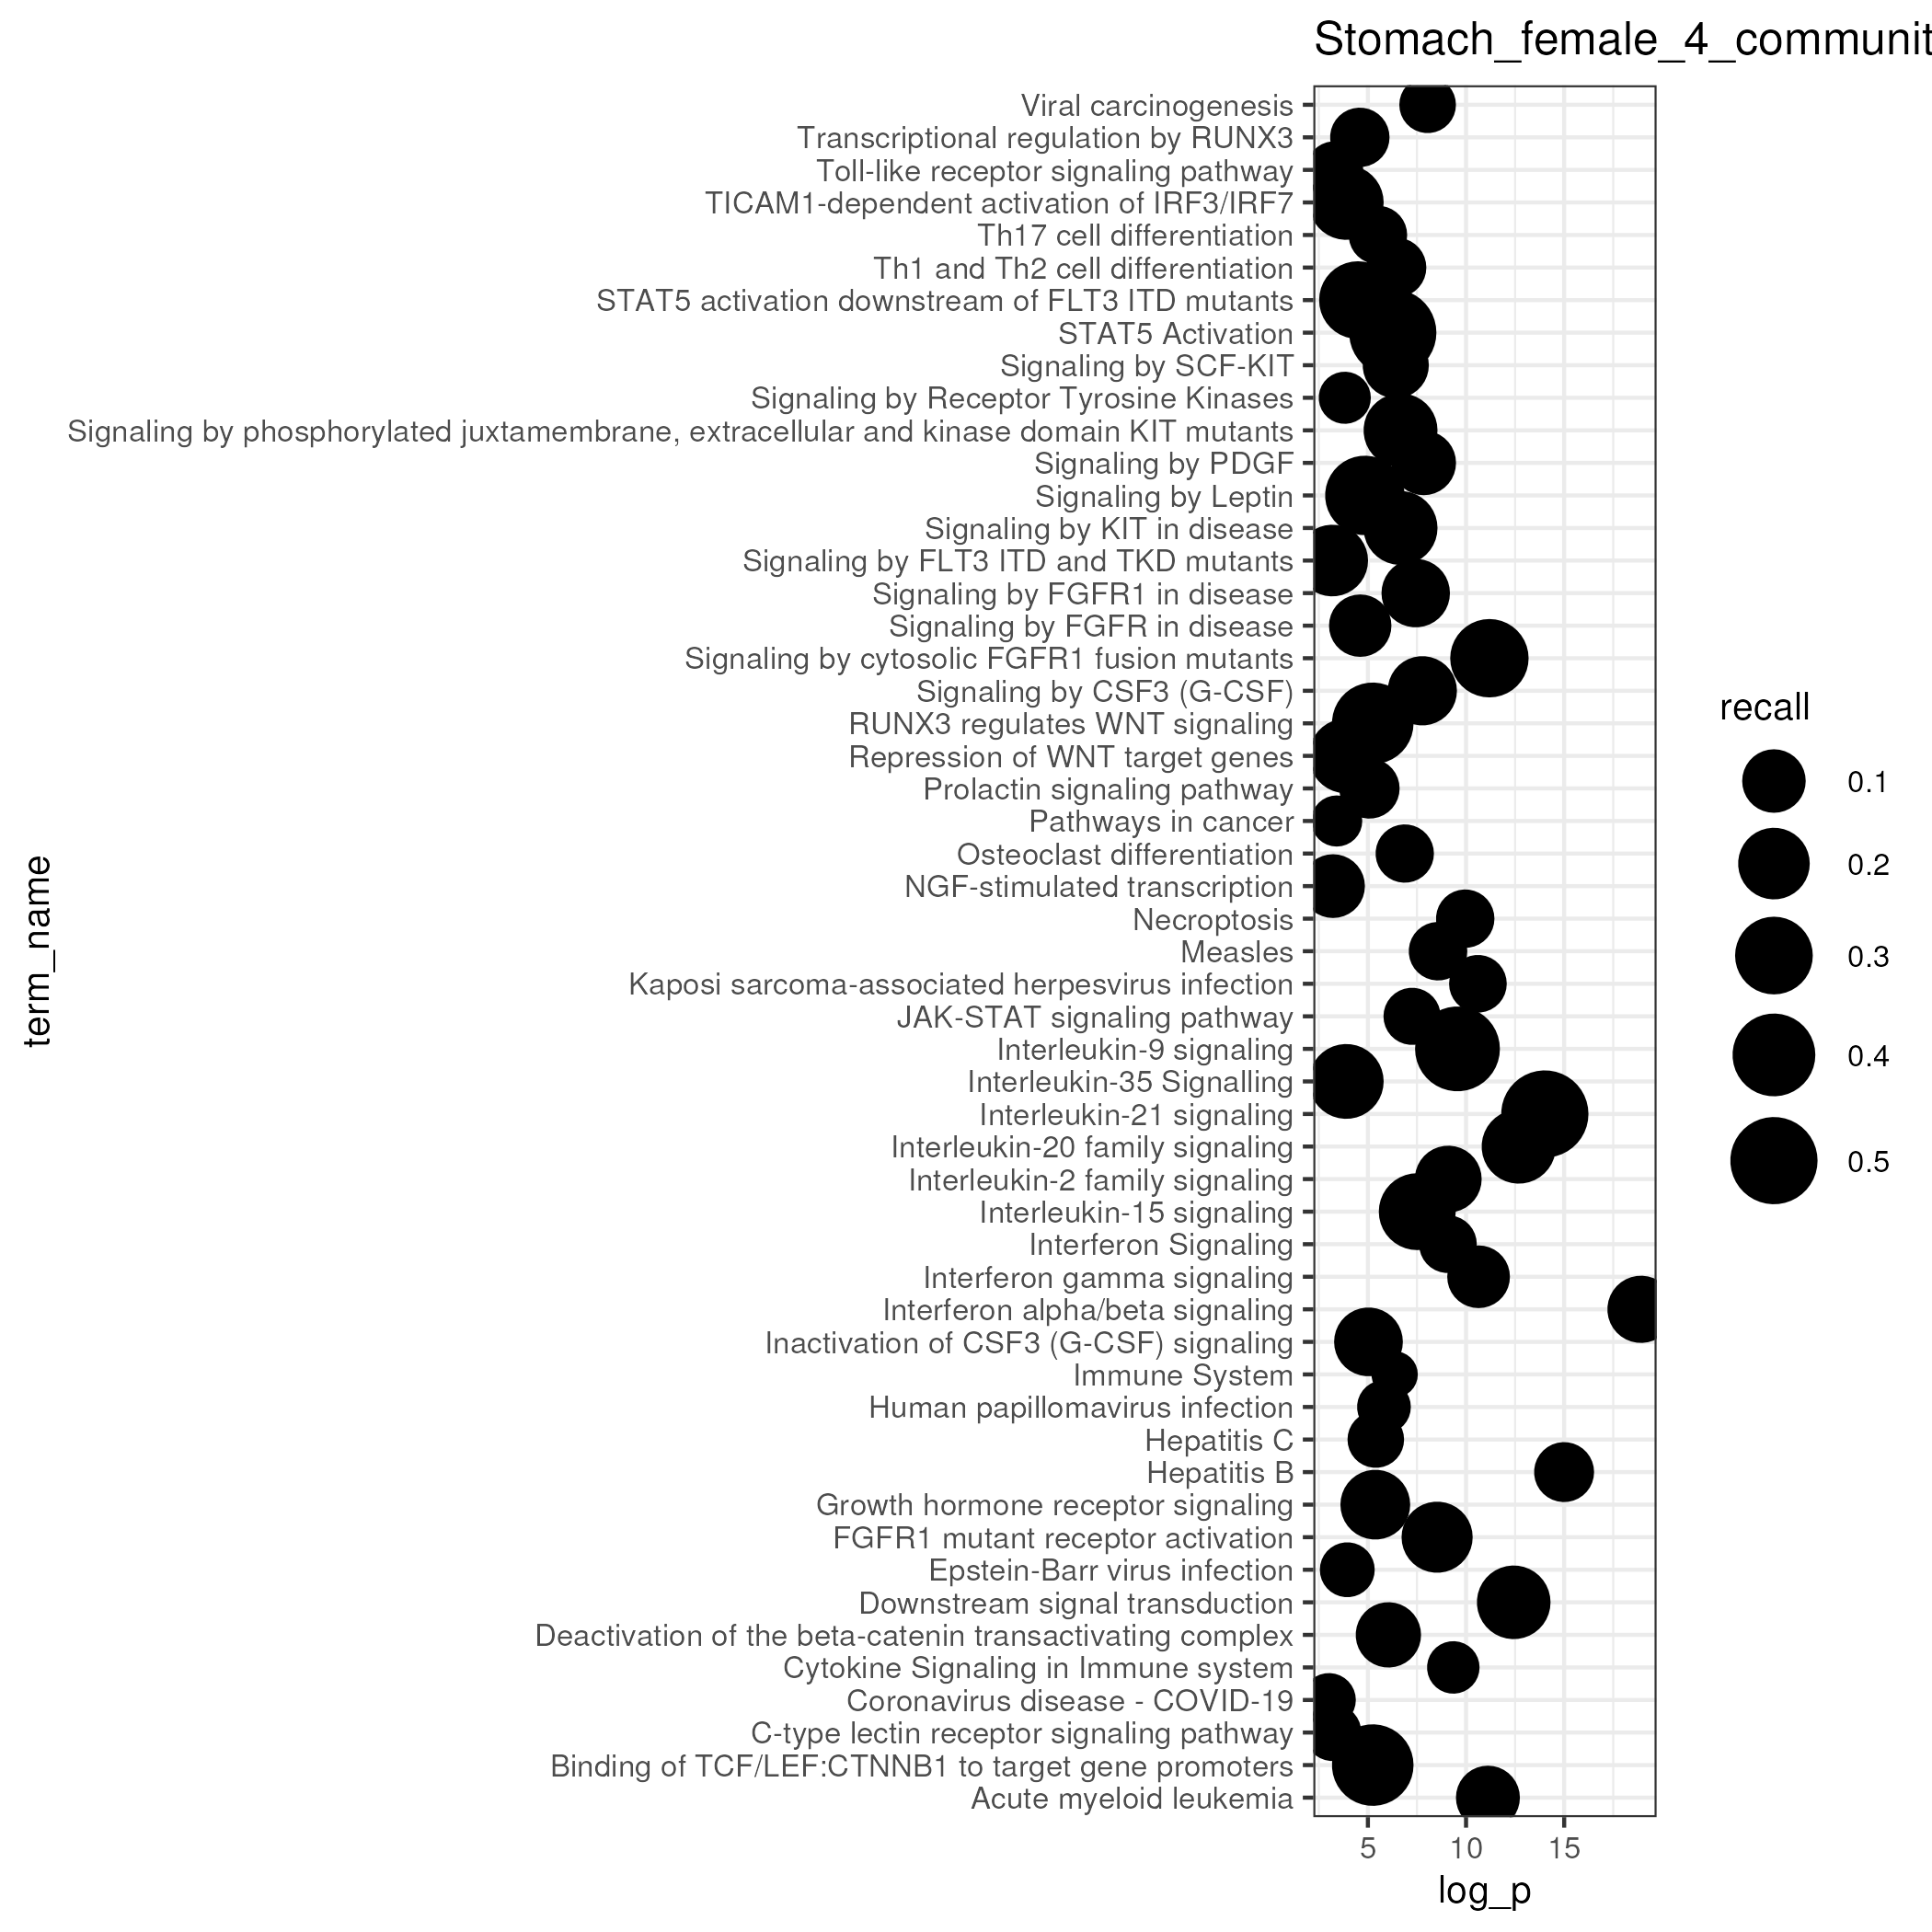 Stomach_female_4_communit
Viral carcinogenesis
Transcriptional regulation by RUNX3
Toll-like receptor signaling pathway
TICAM1-dependent activation of IRF3/IRF7
Th17 cell differentiation
Th1 and Th2 cell differentiation
STAT5 activation downstream of FLT3 ITD mutants
STAT5 Activation
Signaling by SCF-KIT
Signaling by Receptor Tyrosine Kinases
Signaling by phosphorylated juxtamembrane, extracellular and kinase domain KIT mutants
Signaling by PDGF
Signaling by Leptin
Signaling by KIT in disease
Signaling by FLT3 ITD and TKD mutants
Signaling by FGFR1 in disease
Signaling by FGFR in disease
Signaling by cytosolic FGFR1 fusion mutants
Signaling by CSF3 (G-CSF)
RUNX3 regulates WNT signaling
Repression of WNT target genes
Prolactin signaling pathway
Pathways in cancer
Osteoclast differentiation
NGF-stimulated transcription
Necroptosis
Measles
Kaposi sarcoma-associated herpesvirus infection
JAK-STAT signaling pathway
Interleukin-9 signaling
Interleukin-35 Signalling
Interleukin-21 signaling
Interleukin-20 family signaling
Interleukin-2 family signaling
Interleukin-15 signaling
Interferon Signaling
Interferon gamma signaling
Interferon alpha/beta signaling
Inactivation of CSF3 (G-CSF) signaling
Immune System
Human papillomavirus infection
Hepatitis C
Hepatitis B
Growth hormone receptor signaling
FGFR1 mutant receptor activation
Epstein-Barr virus infection
Downstream signal transduction
Deactivation of the beta-catenin transactivating complex
Cytokine Signaling in Immune system
Coronavirus disease - COVID-19
C-type lectin receptor signaling pathway
Binding of TCF/LEF:CTNNB1 to target gene promoters
Acute myeloid leukemia
term_name
5 10 15
log_p
recall
0.1
0.2
0.3
0.4
0.5